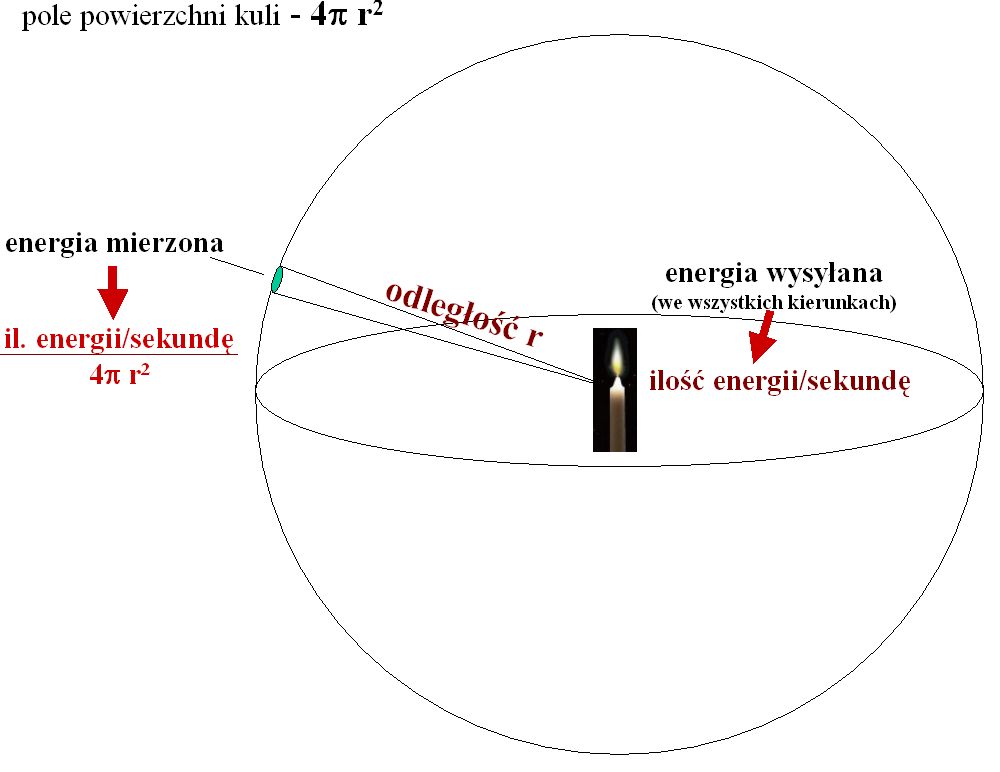 pole powierzchni kuli - 4π r²
energia mierzona
il. energii/sekundę
4π r²
odległość r
energia wysyłana
(we wszystkich kierunkach)
ilość energii/sekundę